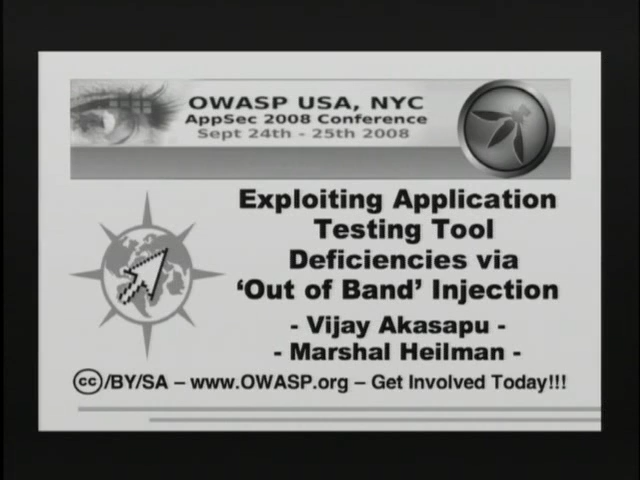 OWASP USA, NYC
AppSec 2008 Conference
Sept 24th - 25th 2008
Exploiting Application
Testing Tool
Deficiencies via
‘Out of Band’ Injection
- Vijay Akasapu -
- Marshal Heilman -
cc/BY/SA – www.OWASP.org – Get Involved Today!!!